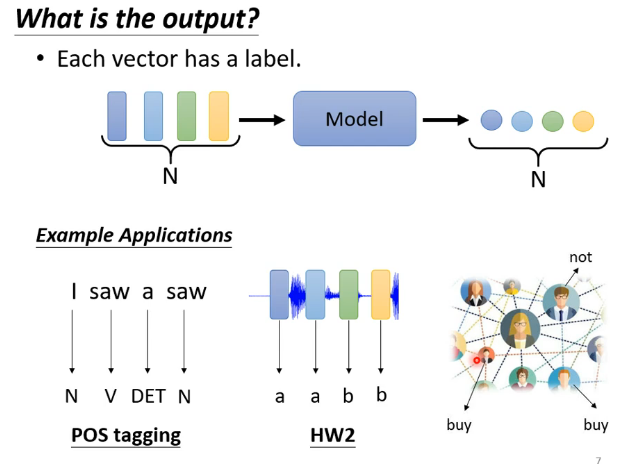 What is the output?
• Each vector has a label.
Model
N
N
Example Applications
I saw a saw
N V DET N
POS tagging
a a b b
HW2
not
buy
buy
7